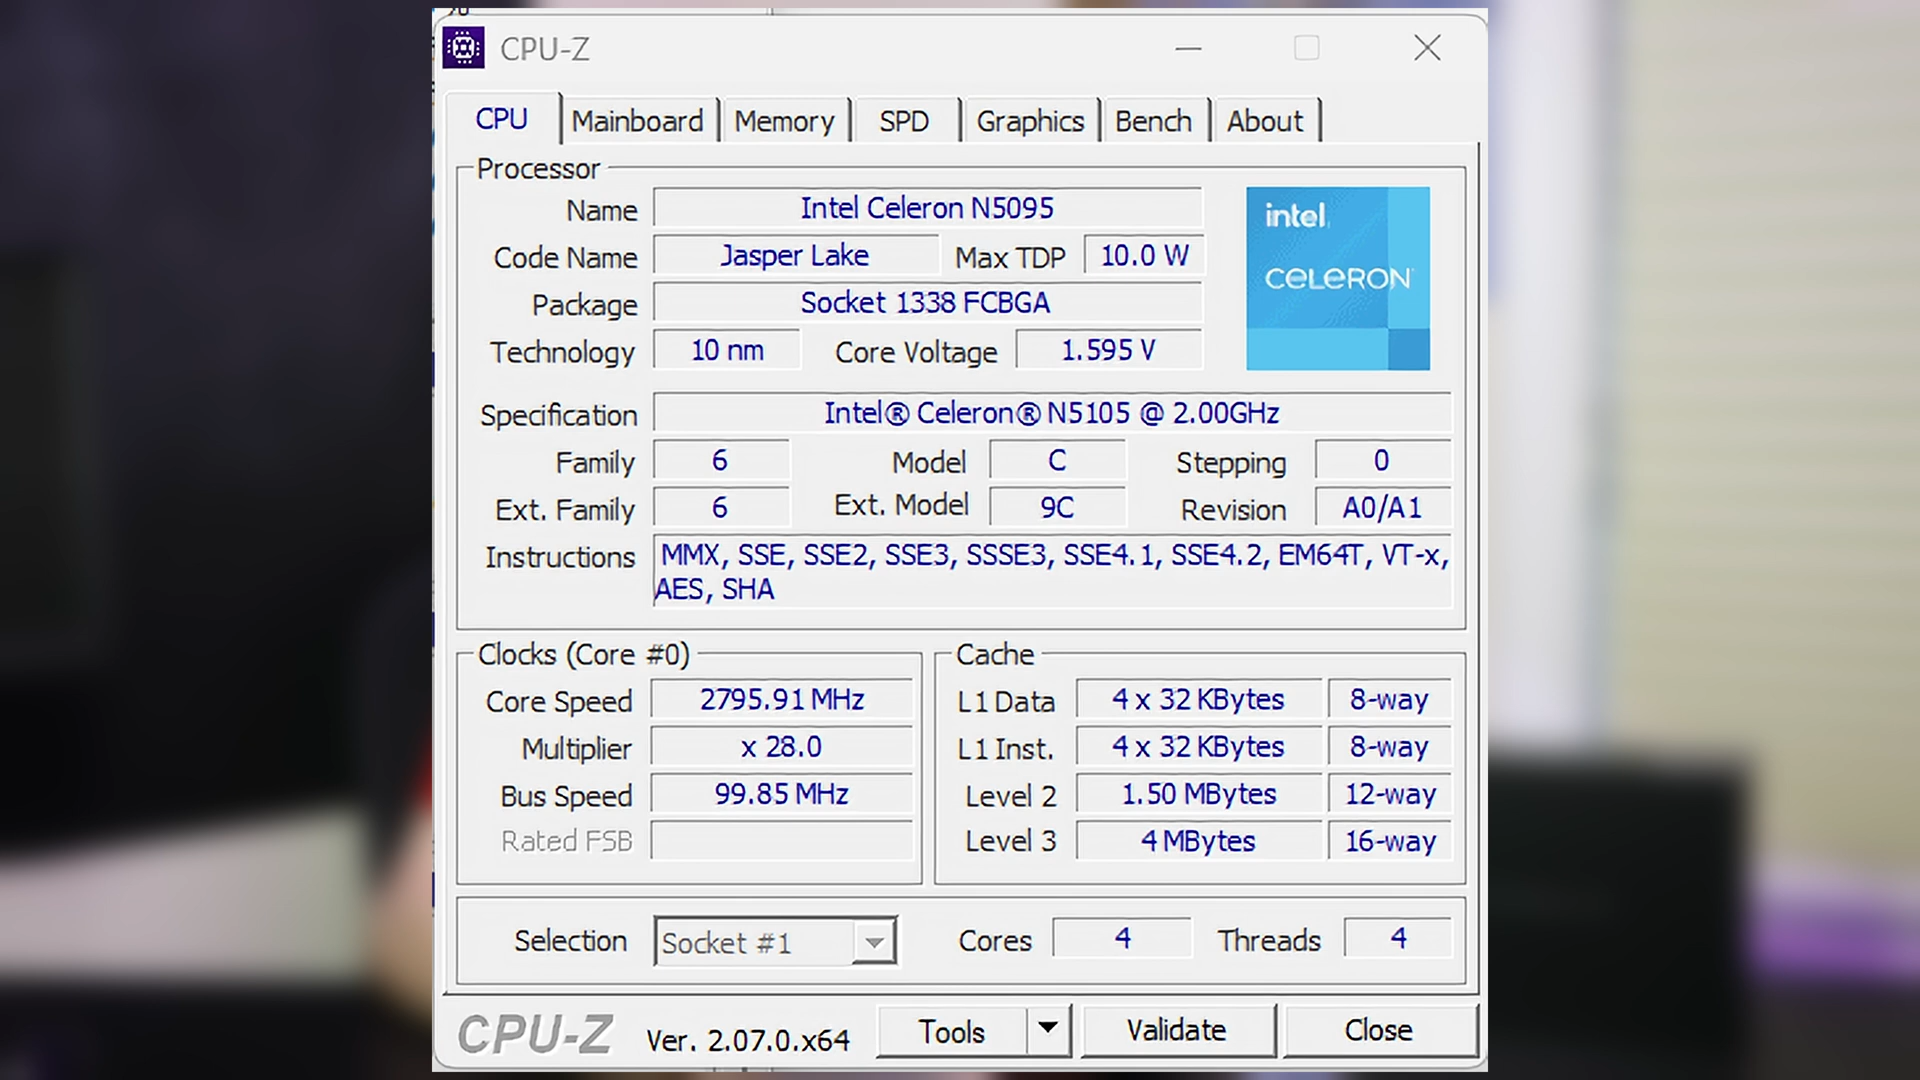 CPU-Z
CPU Mainboard Memory SPD Graphics Bench About
Processor
Name Intel Celeron N5095
Code Name Jasper Lake Max TDP 10.0 W
Package Socket 1338 FCBGA
Technology 10 nm Core Voltage 1.595 V
intel
CELERON
Specification Intel® Celeron® N5105 @ 2.00GHz
Family 6 Model C Stepping 0
Ext. Family 6 Ext. Model 9C Revision A0/A1
Instructions MMX, SSE, SSE2, SSE3, SSSE3, SSE4.1, SSE4.2, EM64T, VT-x,
AES, SHA
Clocks (Core #0)
Core Speed 2795.91 MHz
Multiplier x 28.0
Bus Speed 99.85 MHz
Rated FSB
Cache
L1 Data 4 x 32 KBytes 8-way
L1 Inst. 4 x 32 KBytes 8-way
Level 2 1.50 MBytes 12-way
Level 3 4 MBytes 16-way
Selection Socket #1 Cores 4 Threads 4
CPU-Z Ver. 2.07.0.x64 Tools Validate Close